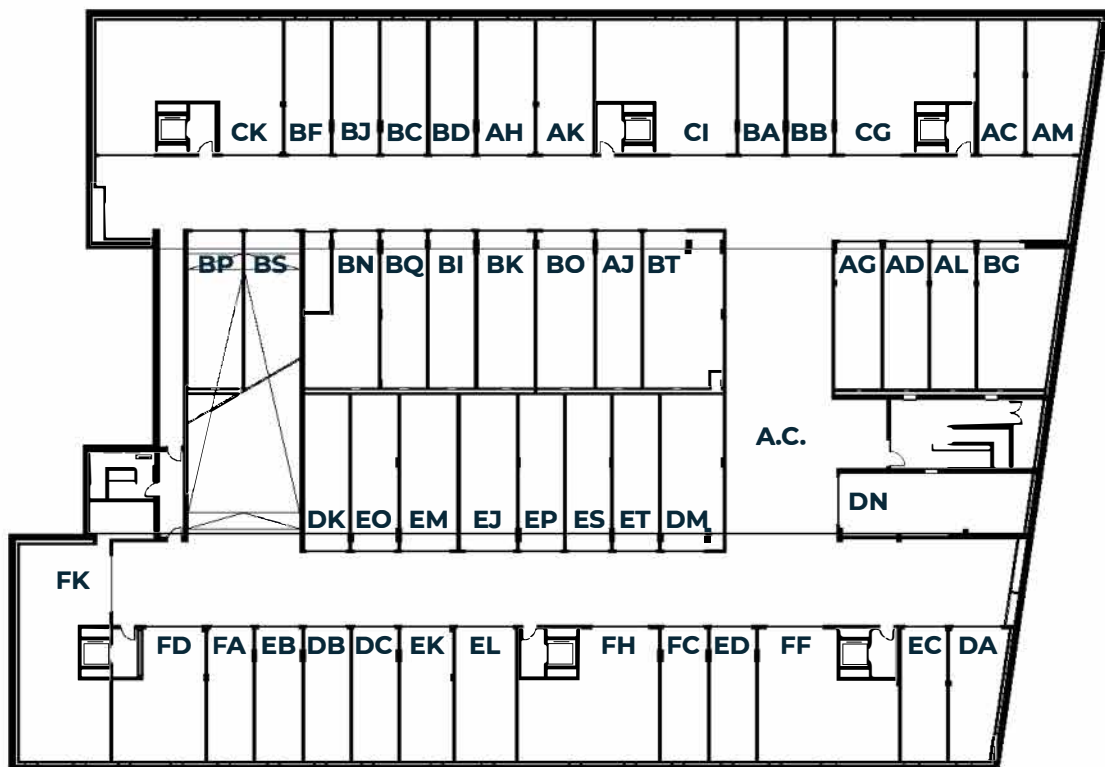 CK BF BJ BC BD AH AK CI BA BB CG AC AM
BP BS BN BQ BI BK BO AJ BT AG AD AL BG
A.C.
DN
DK EO EM EJ EP ES ET DM
FK
FD FA EB DB DC EK EL FH FC ED FF EC DA